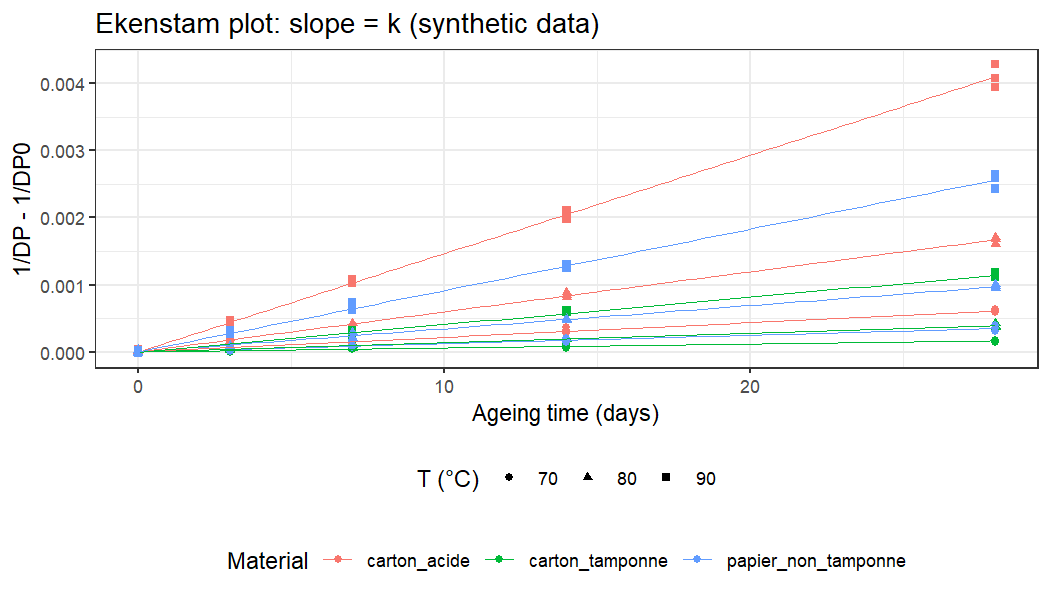 Ekenstam plot: slope = k (synthetic data)
1/DP - 1/DP0
0.004
0.003
0.002
0.001
0.000
0 10 20
Ageing time (days)
T (°C) 70 80 90
Material carton_acide carton_tamponne papier_non_tamponne